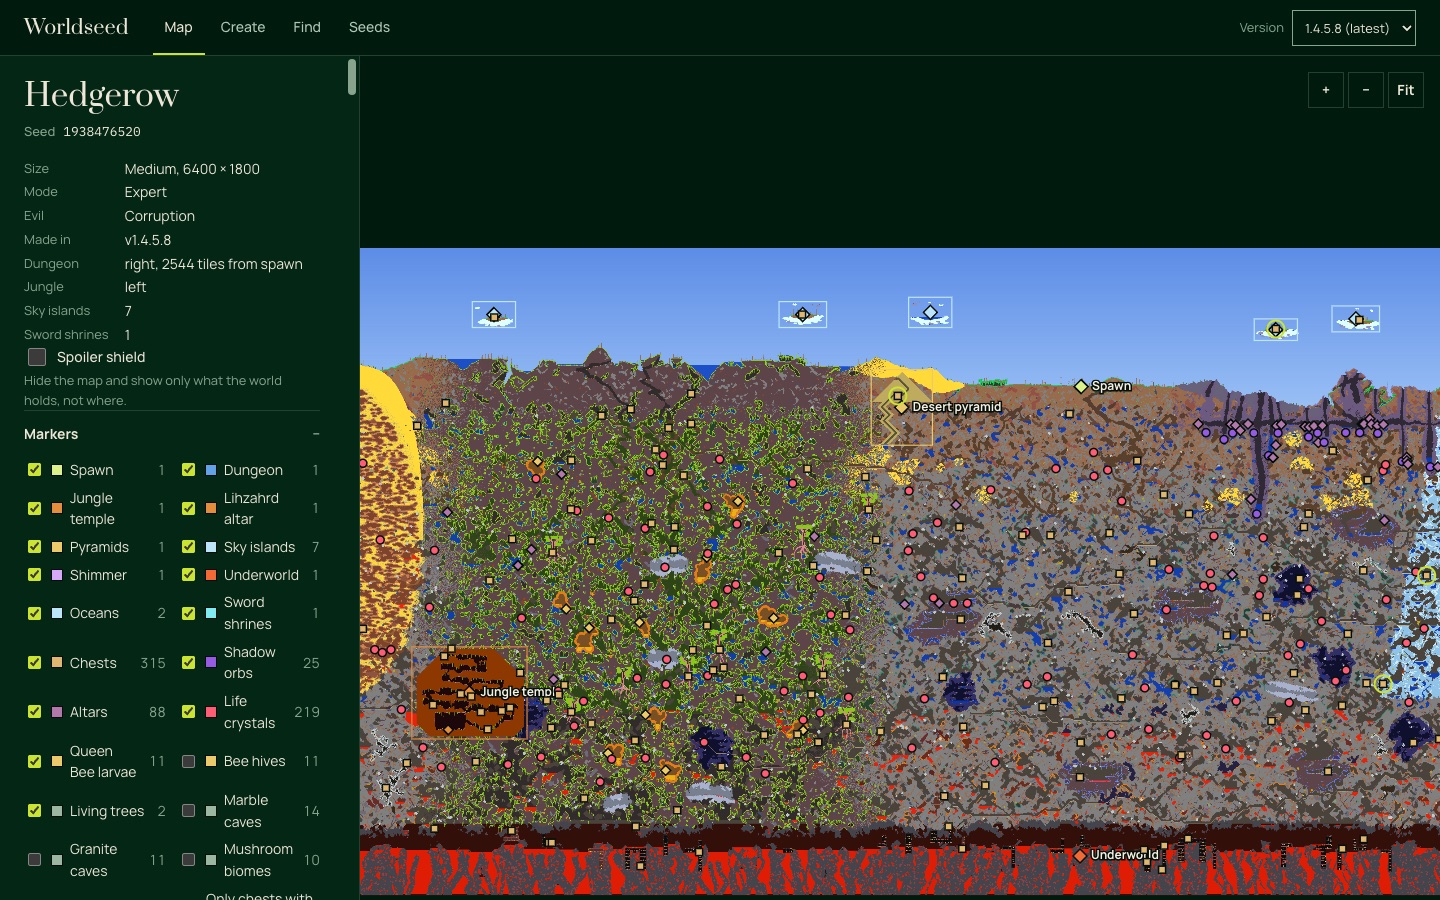 Worldseed Map Create Find Seeds Version 1.4.5.8 (latest)
+ − Fit
Hedgerow
Seed 1938476520
Size Medium, 6400 × 1800
Mode Expert
Evil Corruption
Made in v1.4.5.8
Dungeon right, 2544 tiles from spawn
Jungle left
Sky islands 7
Sword shrines 1
Spoiler shield
Hide the map and show only what the world
holds, not where.
Markers −
Spawn 1 Dungeon 1
Jungle temple 1 Lihzahrd altar 1
Pyramids 1 Sky islands 7
Shimmer 1 Underworld 1
Oceans 2 Sword shrines 1
Chests 315 Shadow orbs 25
Altars 88 Life crystals 219
Queen Bee larvae 11 Bee hives 11
Living trees 2 Marble caves 14
Granite caves 11 Mushroom biomes 10
Only chests with
Spawn
Desert pyramid
Jungle templ
Underworld